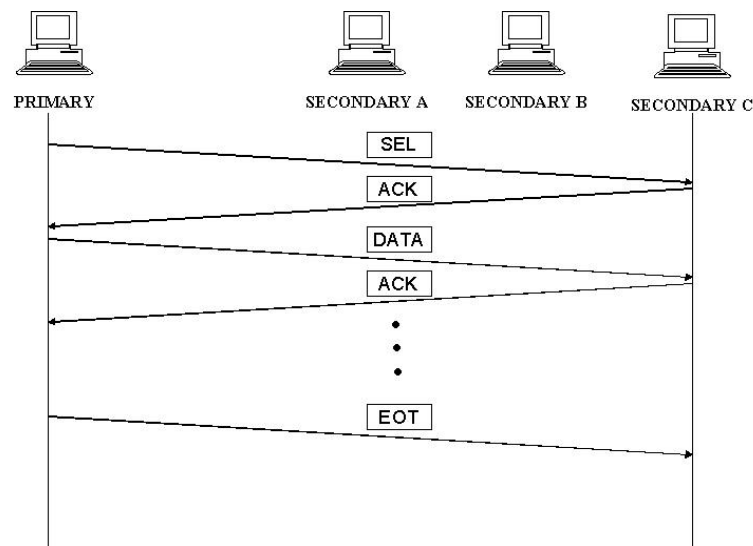 PRIMARY
SECONDARY A
SECONDARY B
SECONDARY C
SEL
ACK
DATA
ACK
EOT